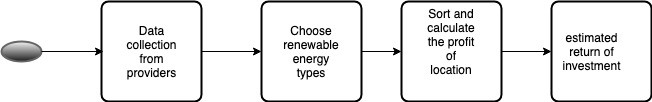 Data
collection
from
providers
Choose
renewable
energy
types
Sort and
calculate
the profit
of
location
estimated
return of
investment